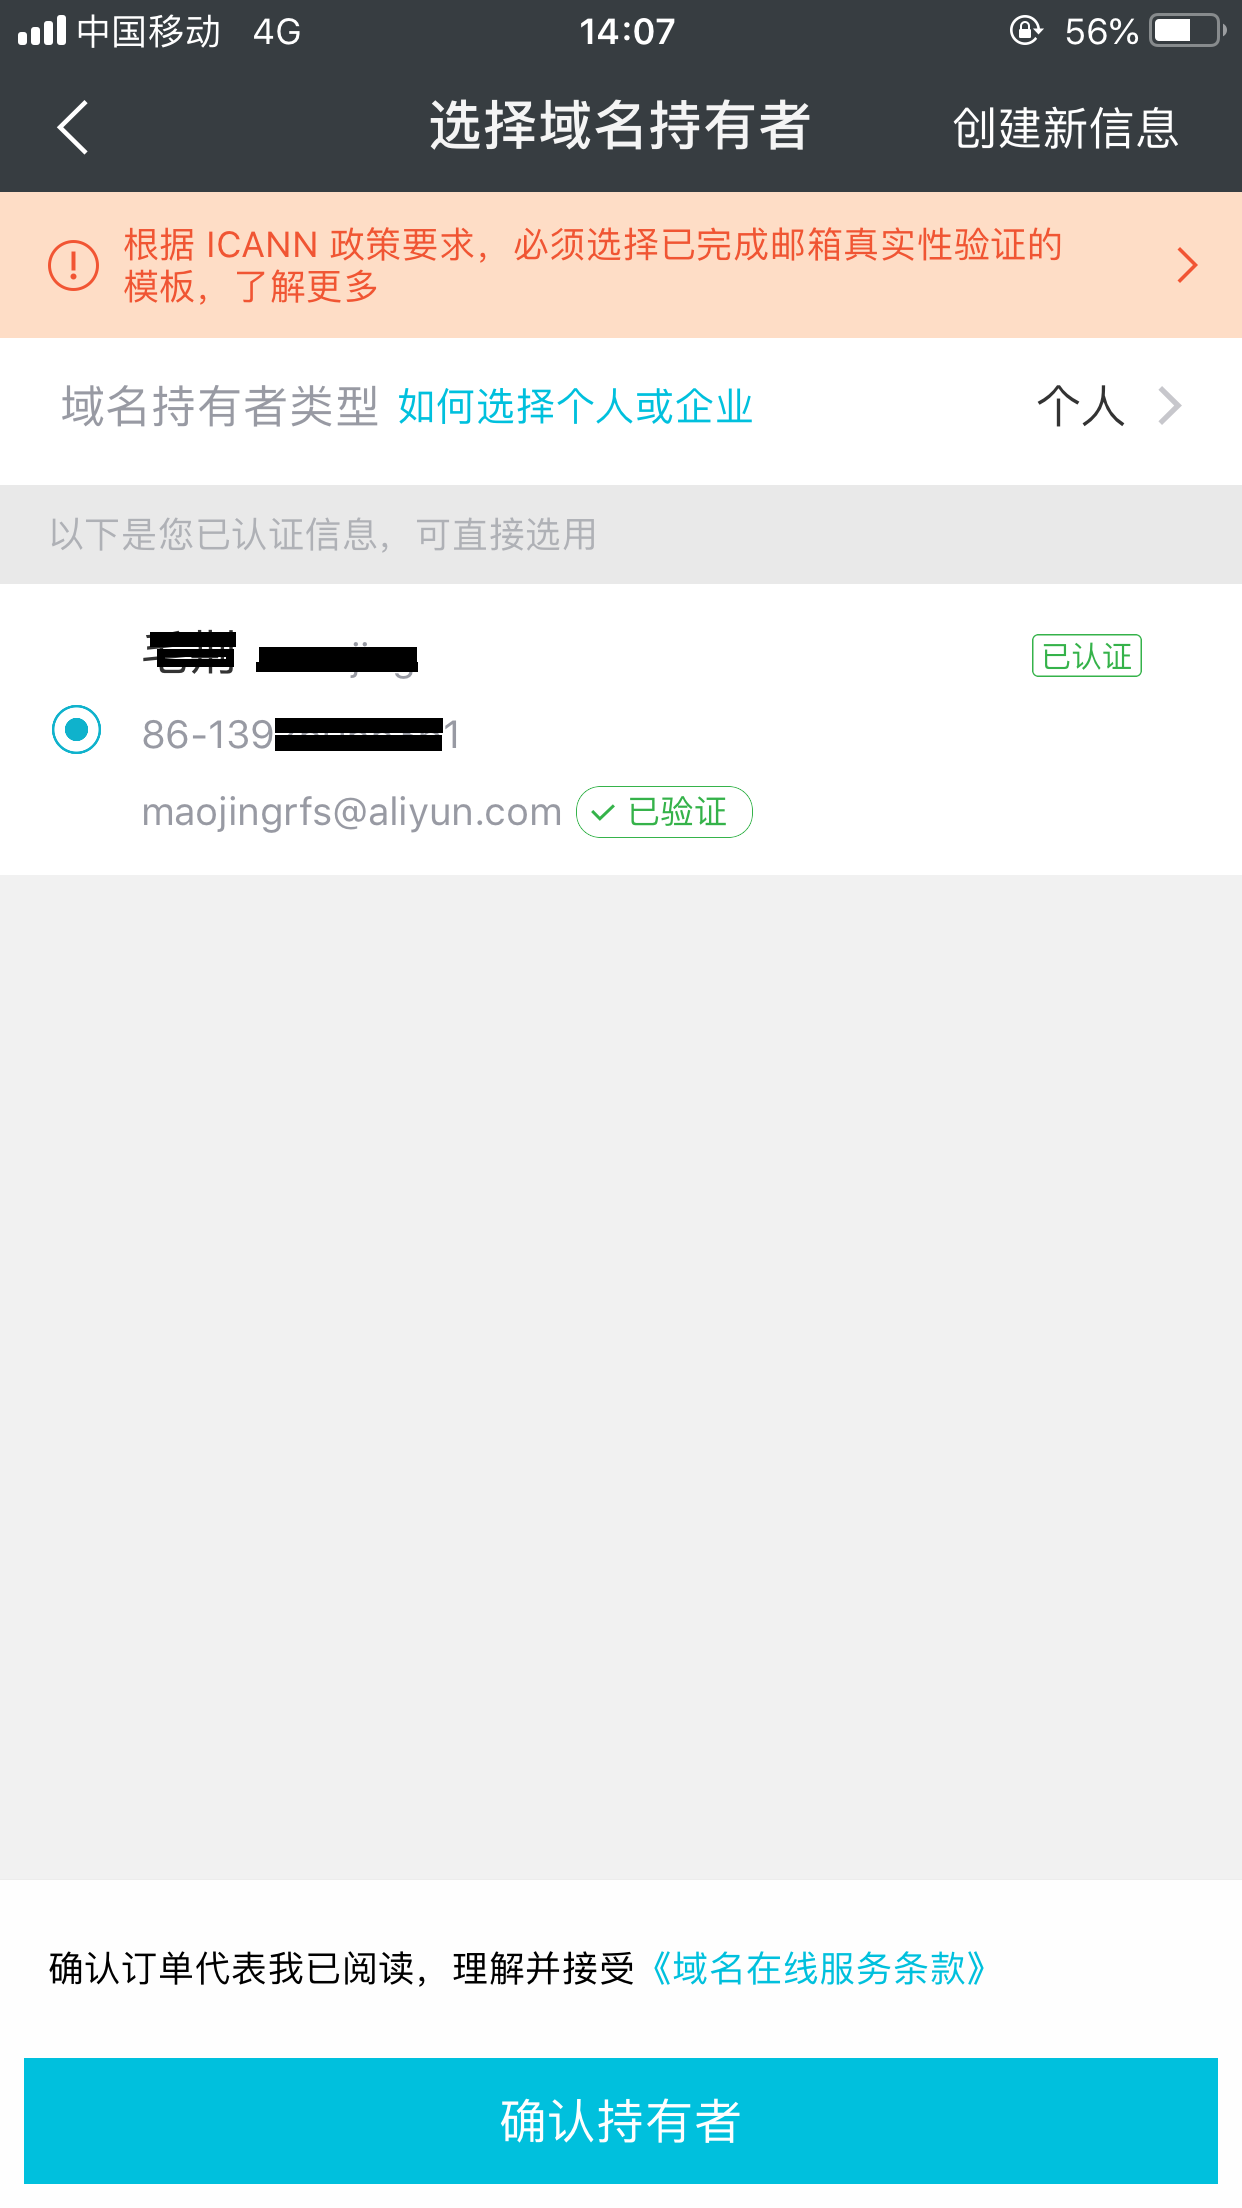 中国移动 4G 14:07 56%
选择域名持有者 创建新信息
根据 ICANN 政策要求，必须选择已完成邮箱真实性验证的
模板，了解更多
域名持有者类型 如何选择个人或企业 个人
以下是您已认证信息，可直接选用
已认证
86-139 1
maojingrfs@aliyun.com 已验证
确认订单代表我已阅读，理解并接受《域名在线服务条款》
确认持有者